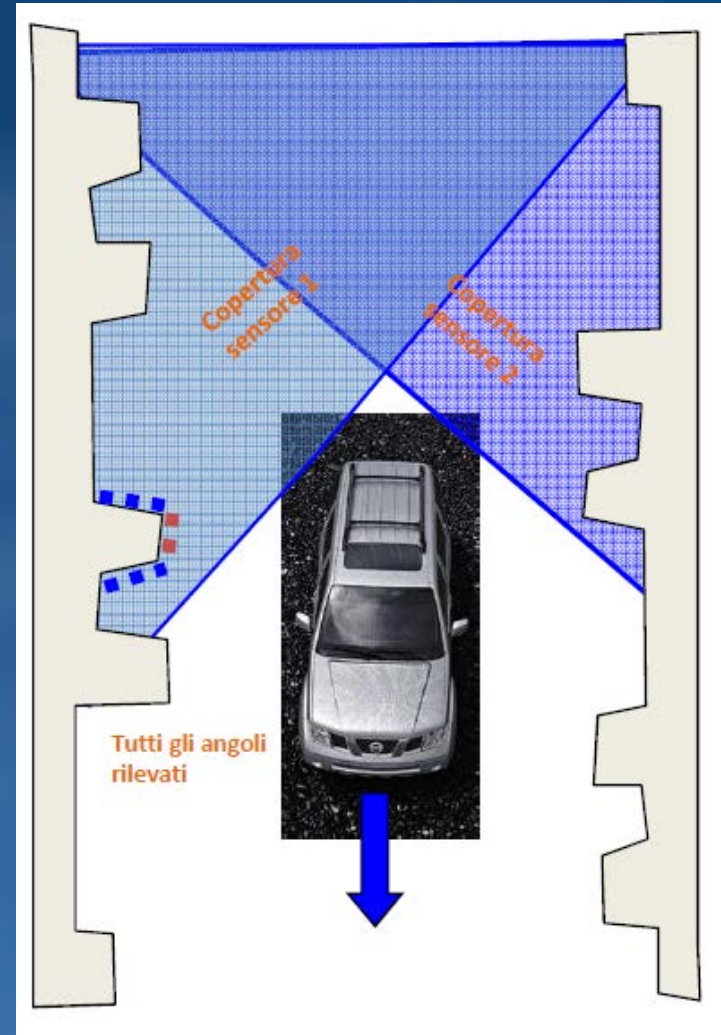 Copertura
sensore 1
Copertura
sensore 2
Tutti gli angoli
rilevati